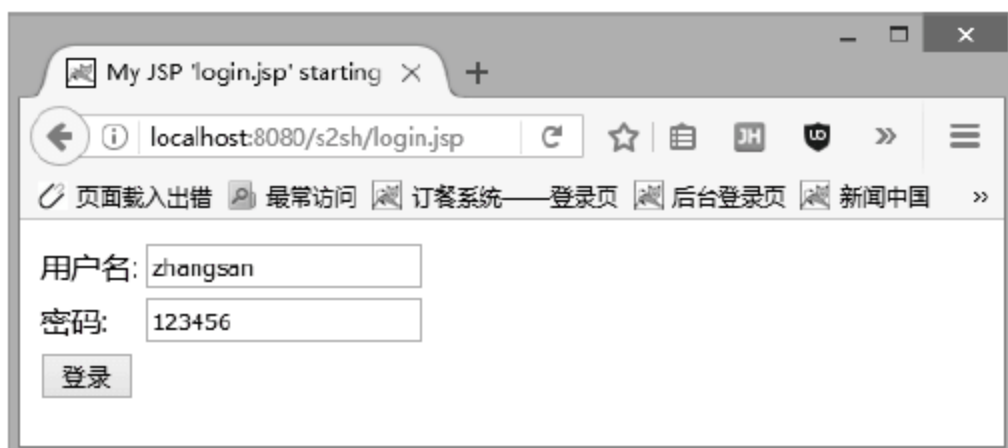 My JSP 'login.jsp' starting
localhost:8080/s2sh/login.jsp
JH
页面载入出错 最常访问 订餐系统——登录页 后台登录页 新闻中国 »
用户名: zhangsan
密码: 123456
登录